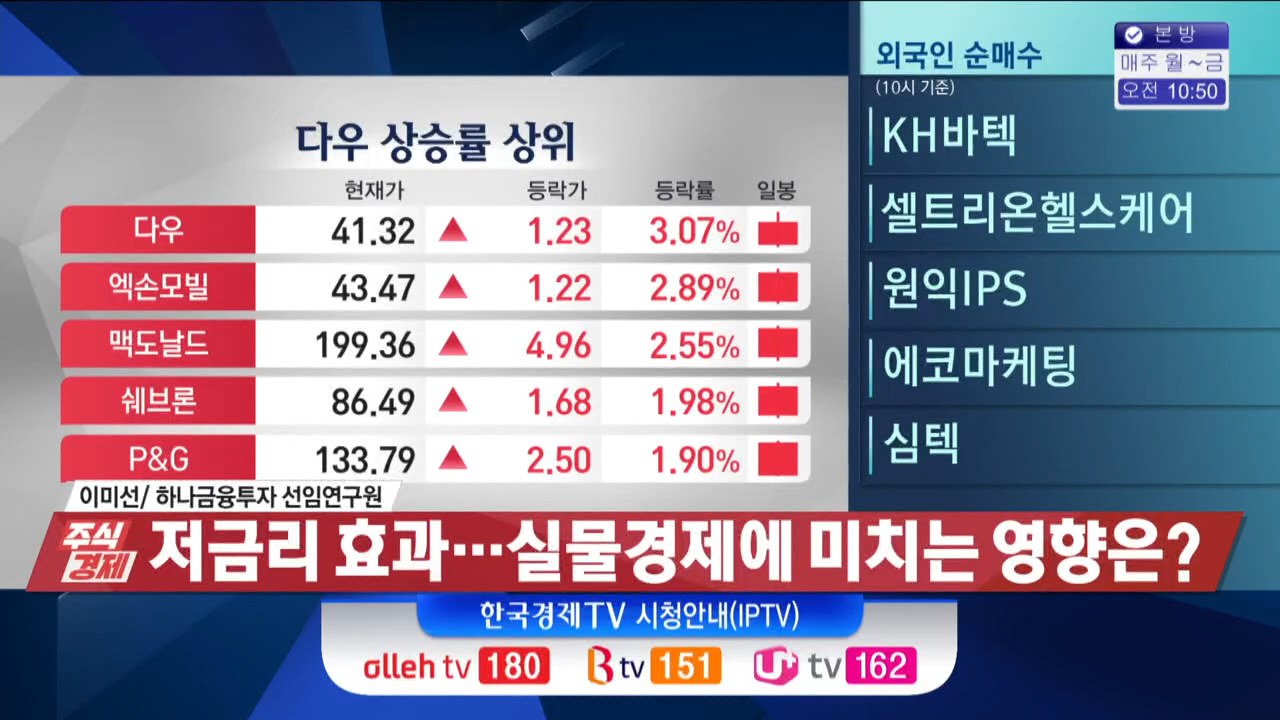 외국인 순매수
(10시 기준)
본 방
매주 월~금
오전 10:50
다우 상승률 상위
현재가 등락가 등락률 일봉
다우 41.32 ▲ 1.23 3.07%
엑손모빌 43.47 ▲ 1.22 2.89%
맥도날드 199.36 ▲ 4.96 2.55%
쉐브론 86.49 ▲ 1.68 1.98%
P&G 133.79 ▲ 2.50 1.90%
KH바텍
셀트리온헬스케어
원익IPS
에코마케팅
심텍
이미선/ 하나금융투자 선임연구원
주식
경제
저금리 효과…실물경제에 미치는 영향은?
한국경제TV 시청안내(IPTV)
olleh tv 180 B tv 151 U+ tv 162